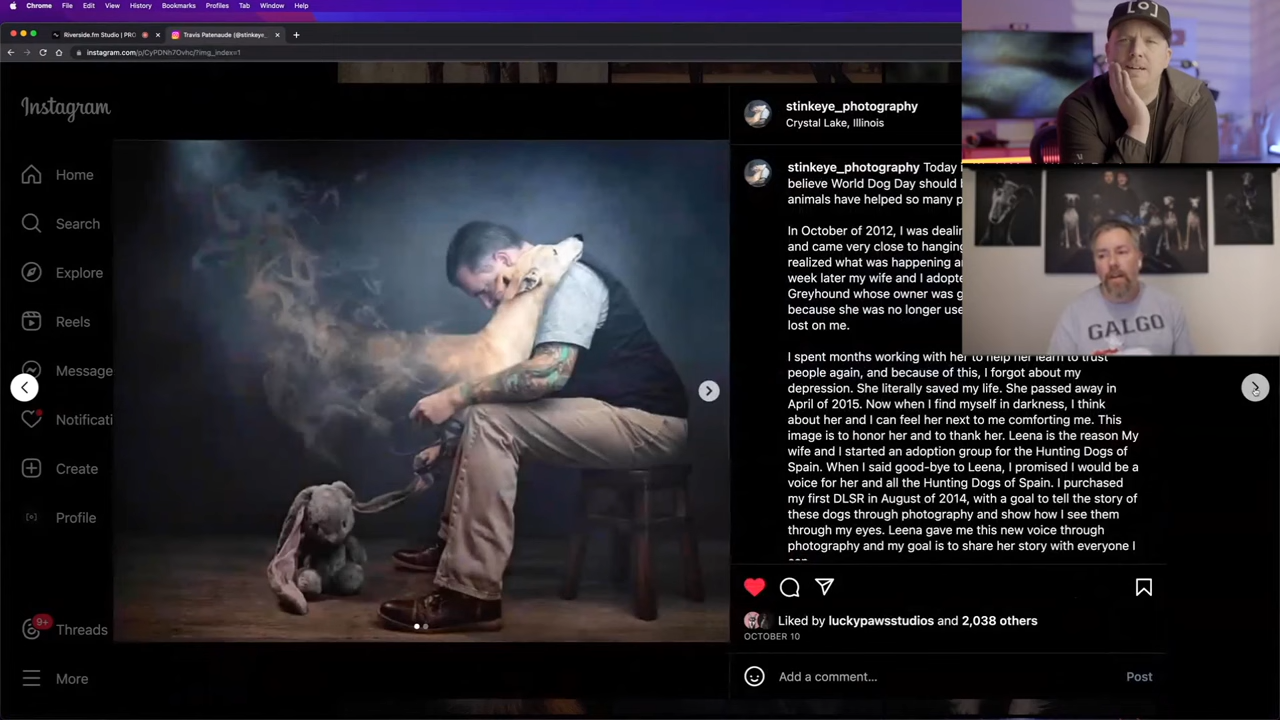 Chrome File Edit View History Bookmarks Profiles Tab Window Help
Riverside.fm Studio | PRO
Travis Patenaude (@stinkeye_
instagram.com/p/CyPDNh7Ovhc/?img_index=1
Instagram
Home
Search
Explore
Reels
Message
Notificati
Create
Profile
9+
Threads
More
stinkeye_photography
Crystal Lake, Illinois
stinkeye_photography Today i
believe World Dog Day should b
animals have helped so many p
In October of 2012, I was dealin
and came very close to hanging
realized what was happening a
week later my wife and I adopte
Greyhound whose owner was g
because she was no longer use
lost on me.
I spent months working with her to help her learn to trust
people again, and because of this, I forgot about my
depression. She literally saved my life. She passed away in
April of 2015. Now when I find myself in darkness, I think
about her and I can feel her next to me comforting me. This
image is to honor her and to thank her. Leena is the reason My
wife and I started an adoption group for the Hunting Dogs of
Spain. When I said good-bye to Leena, I promised I would be a
voice for her and all the Hunting Dogs of Spain. I purchased
my first DLSR in August of 2014, with a goal to tell the story of
these dogs through photography and show how I see them
through my eyes. Leena gave me this new voice through
photography and my goal is to share her story with everyone I
Liked by luckypawsstudios and 2,038 others
OCTOBER 10
Add a comment...
Post
[o]
GALGO